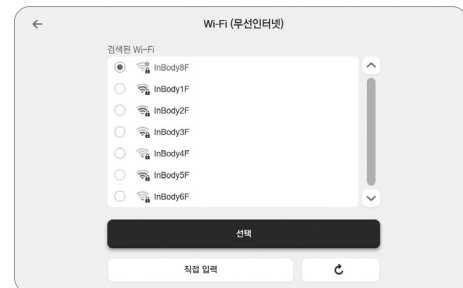 Wi-Fi (무선인터넷)
검색된 Wi-Fi
InBody8F
InBody1F
InBody2F
InBody3F
InBody4F
InBody5F
InBody6F
선택
직접 입력